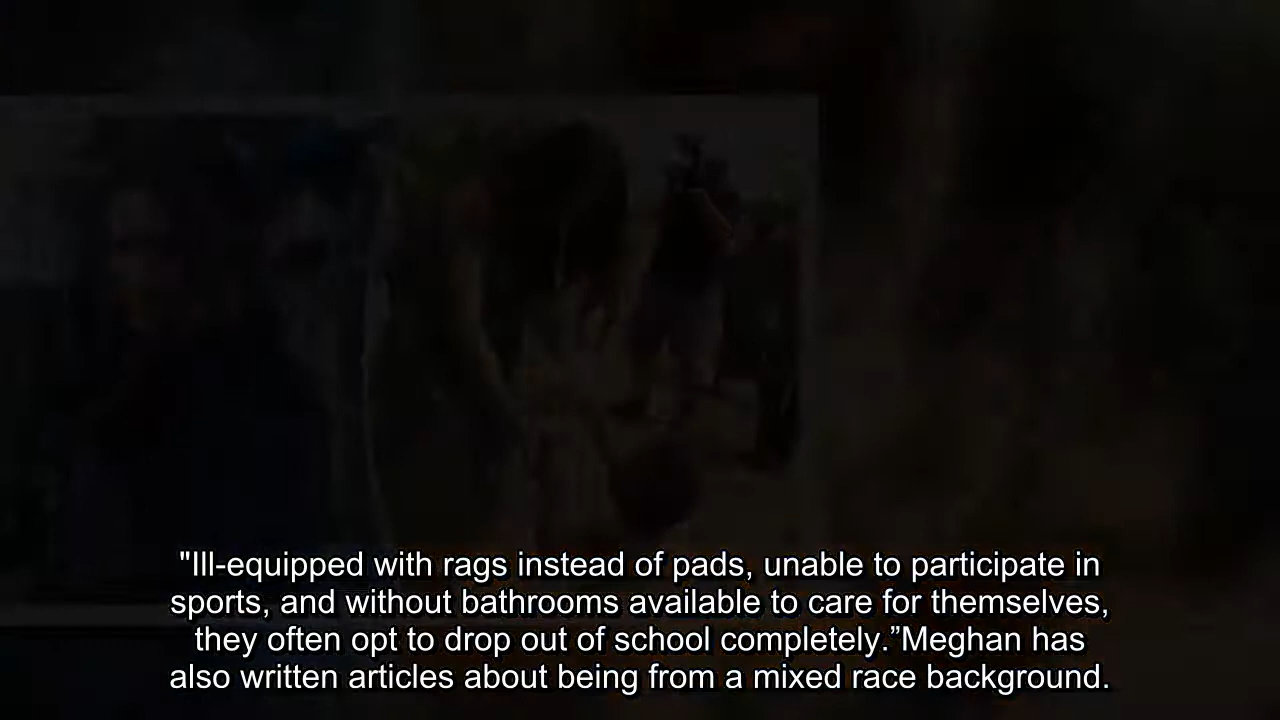 "Ill-equipped with rags instead of pads, unable to participate in
sports, and without bathrooms available to care for themselves,
they often opt to drop out of school completely.”Meghan has
also written articles about being from a mixed race background.